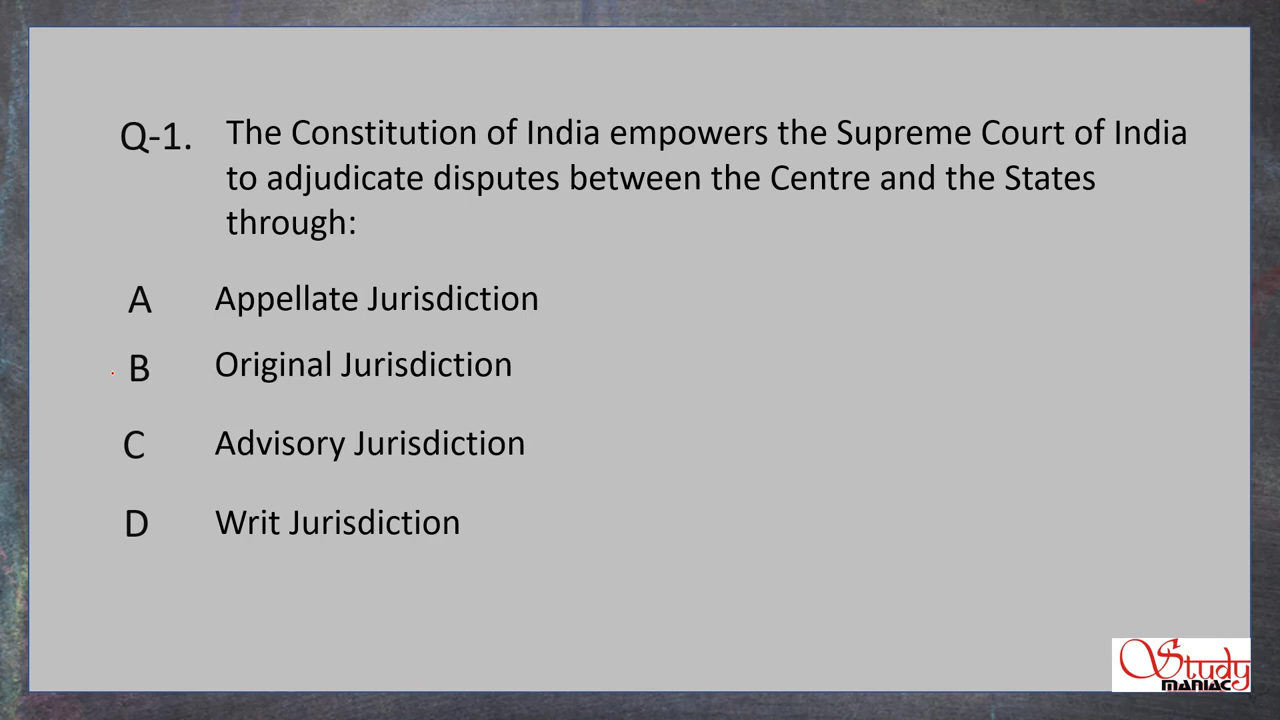 Q-1. The Constitution of India empowers the Supreme Court of India
to adjudicate disputes between the Centre and the States
through:
A Appellate Jurisdiction
B Original Jurisdiction
C Advisory Jurisdiction
D Writ Jurisdiction
Study
MANIAC